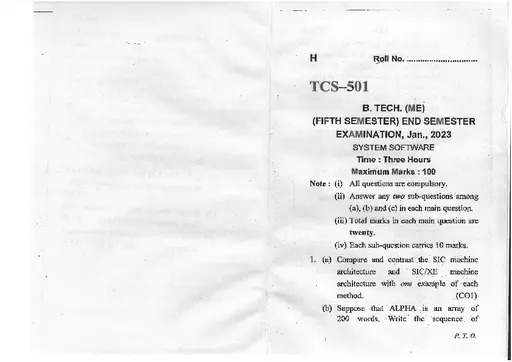 H Roll No. ..............................
TCS–501
B. TECH. (ME)
(FIFTH SEMESTER) END SEMESTER
EXAMINATION, Jan., 2023
SYSTEM SOFTWARE
Time : Three Hours
Maximum Marks : 100
Note : (i) All questions are compulsory.
(ii) Answer any two sub-questions among
(a), (b) and (c) in each main question.
(iii) Total marks in each main question are
twenty.
(iv) Each sub-question carries 10 marks.
1. (a) Compare and contrast the SIC machine
architecture and SIC/XE machine
architecture with one example of each
method. (CO1)
(b) Suppose that ALPHA is an array of
200 words. Write the sequence of
P. T. O.